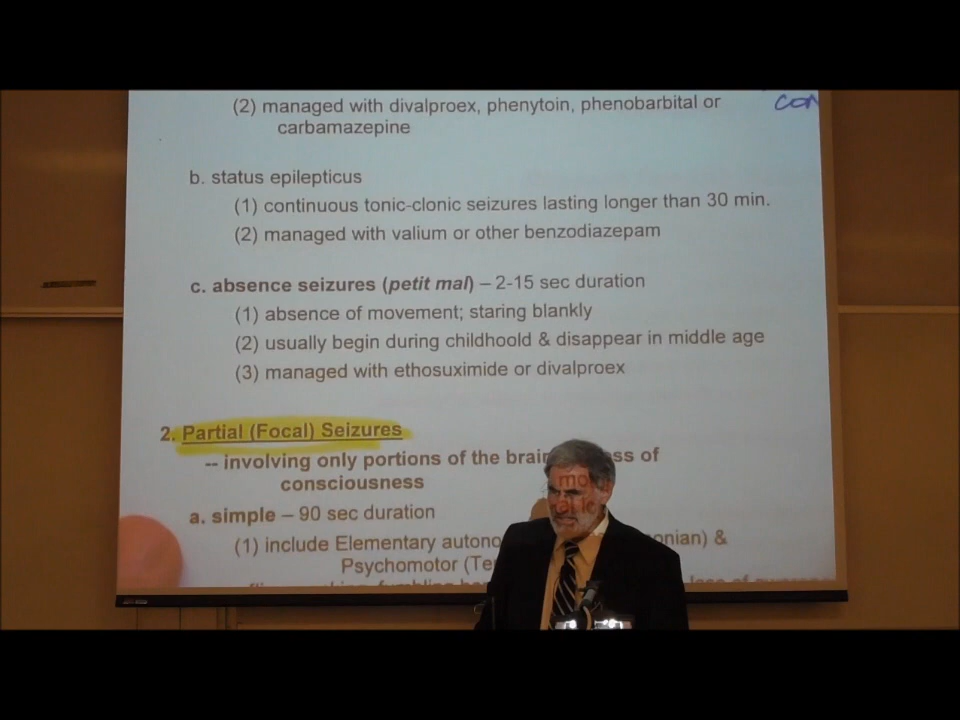 (2) managed with divalproex, phenytoin, phenobarbital or
carbamazepine
b. status epilepticus
(1) continuous tonic-clonic seizures lasting longer than 30 min.
(2) managed with valium or other benzodiazepam
c. absence seizures (petit mal) – 2-15 sec duration
(1) absence of movement; staring blankly
(2) usually begin during childhoold & disappear in middle age
(3) managed with ethosuximide or divalproex
2. Partial (Focal) Seizures
-- involving only portions of the brain of
consciousness
a. simple – 90 sec duration
(1) include Elementary &
Psychomotor